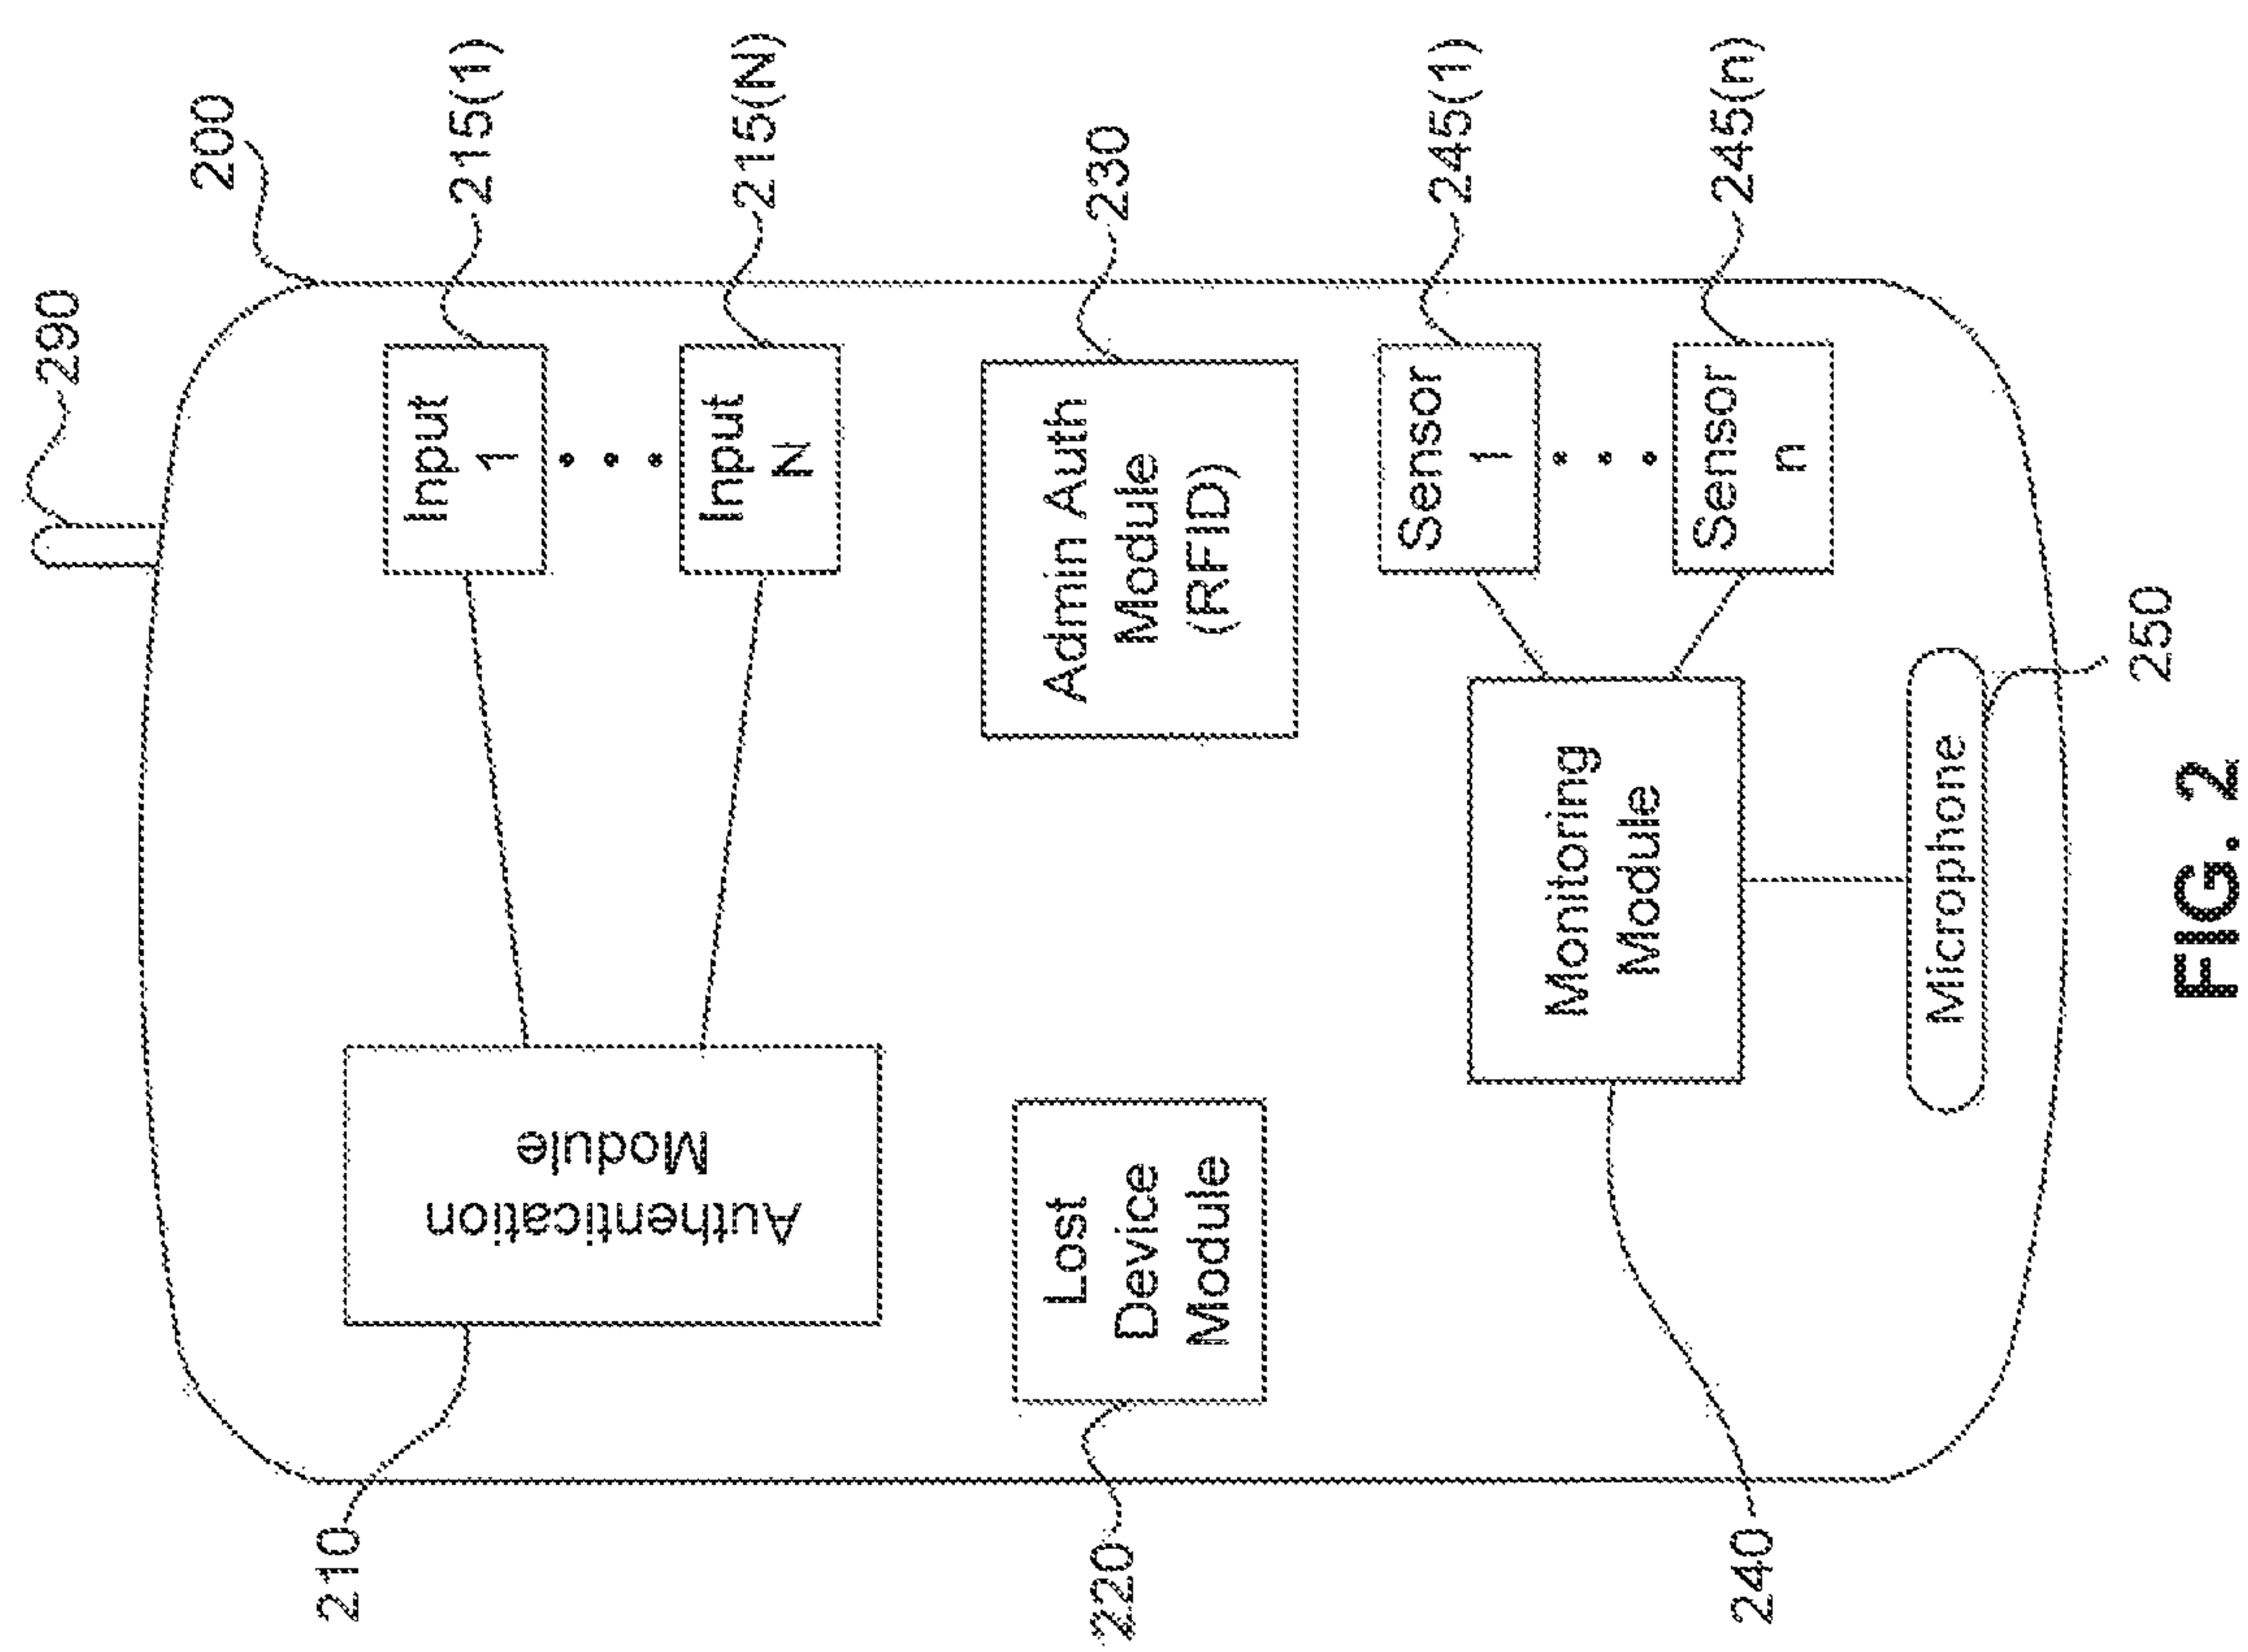 290
200
210
Authentication
Module
Input
1
215(1)
Input
N
215(N)
220
Lost
Device
Module
Admin Auth
Module
(RFID)
230
240
Monitoring
Module
Sensor
1
245(1)
Sensor
n
245(n)
Microphone
250
FIG. 2